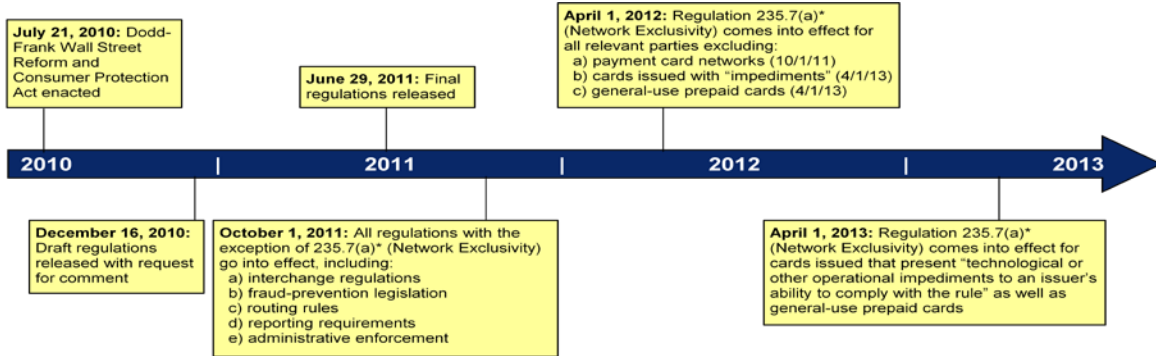 July 21, 2010: Dodd-
Frank Wall Street
Reform and
Consumer Protection
Act enacted
June 29, 2011: Final
regulations released
April 1, 2012: Regulation 235.7(a)*
(Network Exclusivity) comes into effect for
all relevant parties excluding:
a) payment card networks (10/1/11)
b) cards issued with “impediments” (4/1/13)
c) general-use prepaid cards (4/1/13)
2010 | 2011 | 2012 | 2013
December 16, 2010:
Draft regulations
released with request
for comment
October 1, 2011: All regulations with the
exception of 235.7(a)* (Network Exclusivity)
go into effect, including:
a) interchange regulations
b) fraud-prevention legislation
c) routing rules
d) reporting requirements
e) administrative enforcement
April 1, 2013: Regulation 235.7(a)*
(Network Exclusivity) comes into effect for
cards issued that present “technological or
other operational impediments to an issuer’s
ability to comply with the rule” as well as
general-use prepaid cards